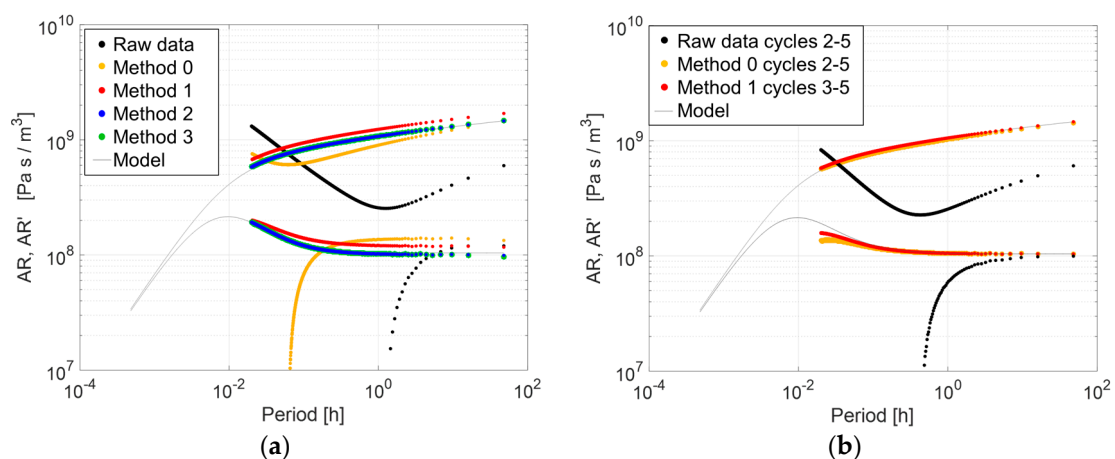 10^10
Raw data
Method 0
Method 1
Method 2
Method 3
Model
10^9
10^8
10^7
AR, AR' [Pa s / m^3]
10^-4
10^-2
10^0
10^2
Period [h]
(a)
10^10
Raw data cycles 2-5
Method 0 cycles 2-5
Method 1 cycles 3-5
Model
10^9
10^8
10^7
AR, AR' [Pa s / m^3]
10^-4
10^-2
10^0
10^2
Period [h]
(b)